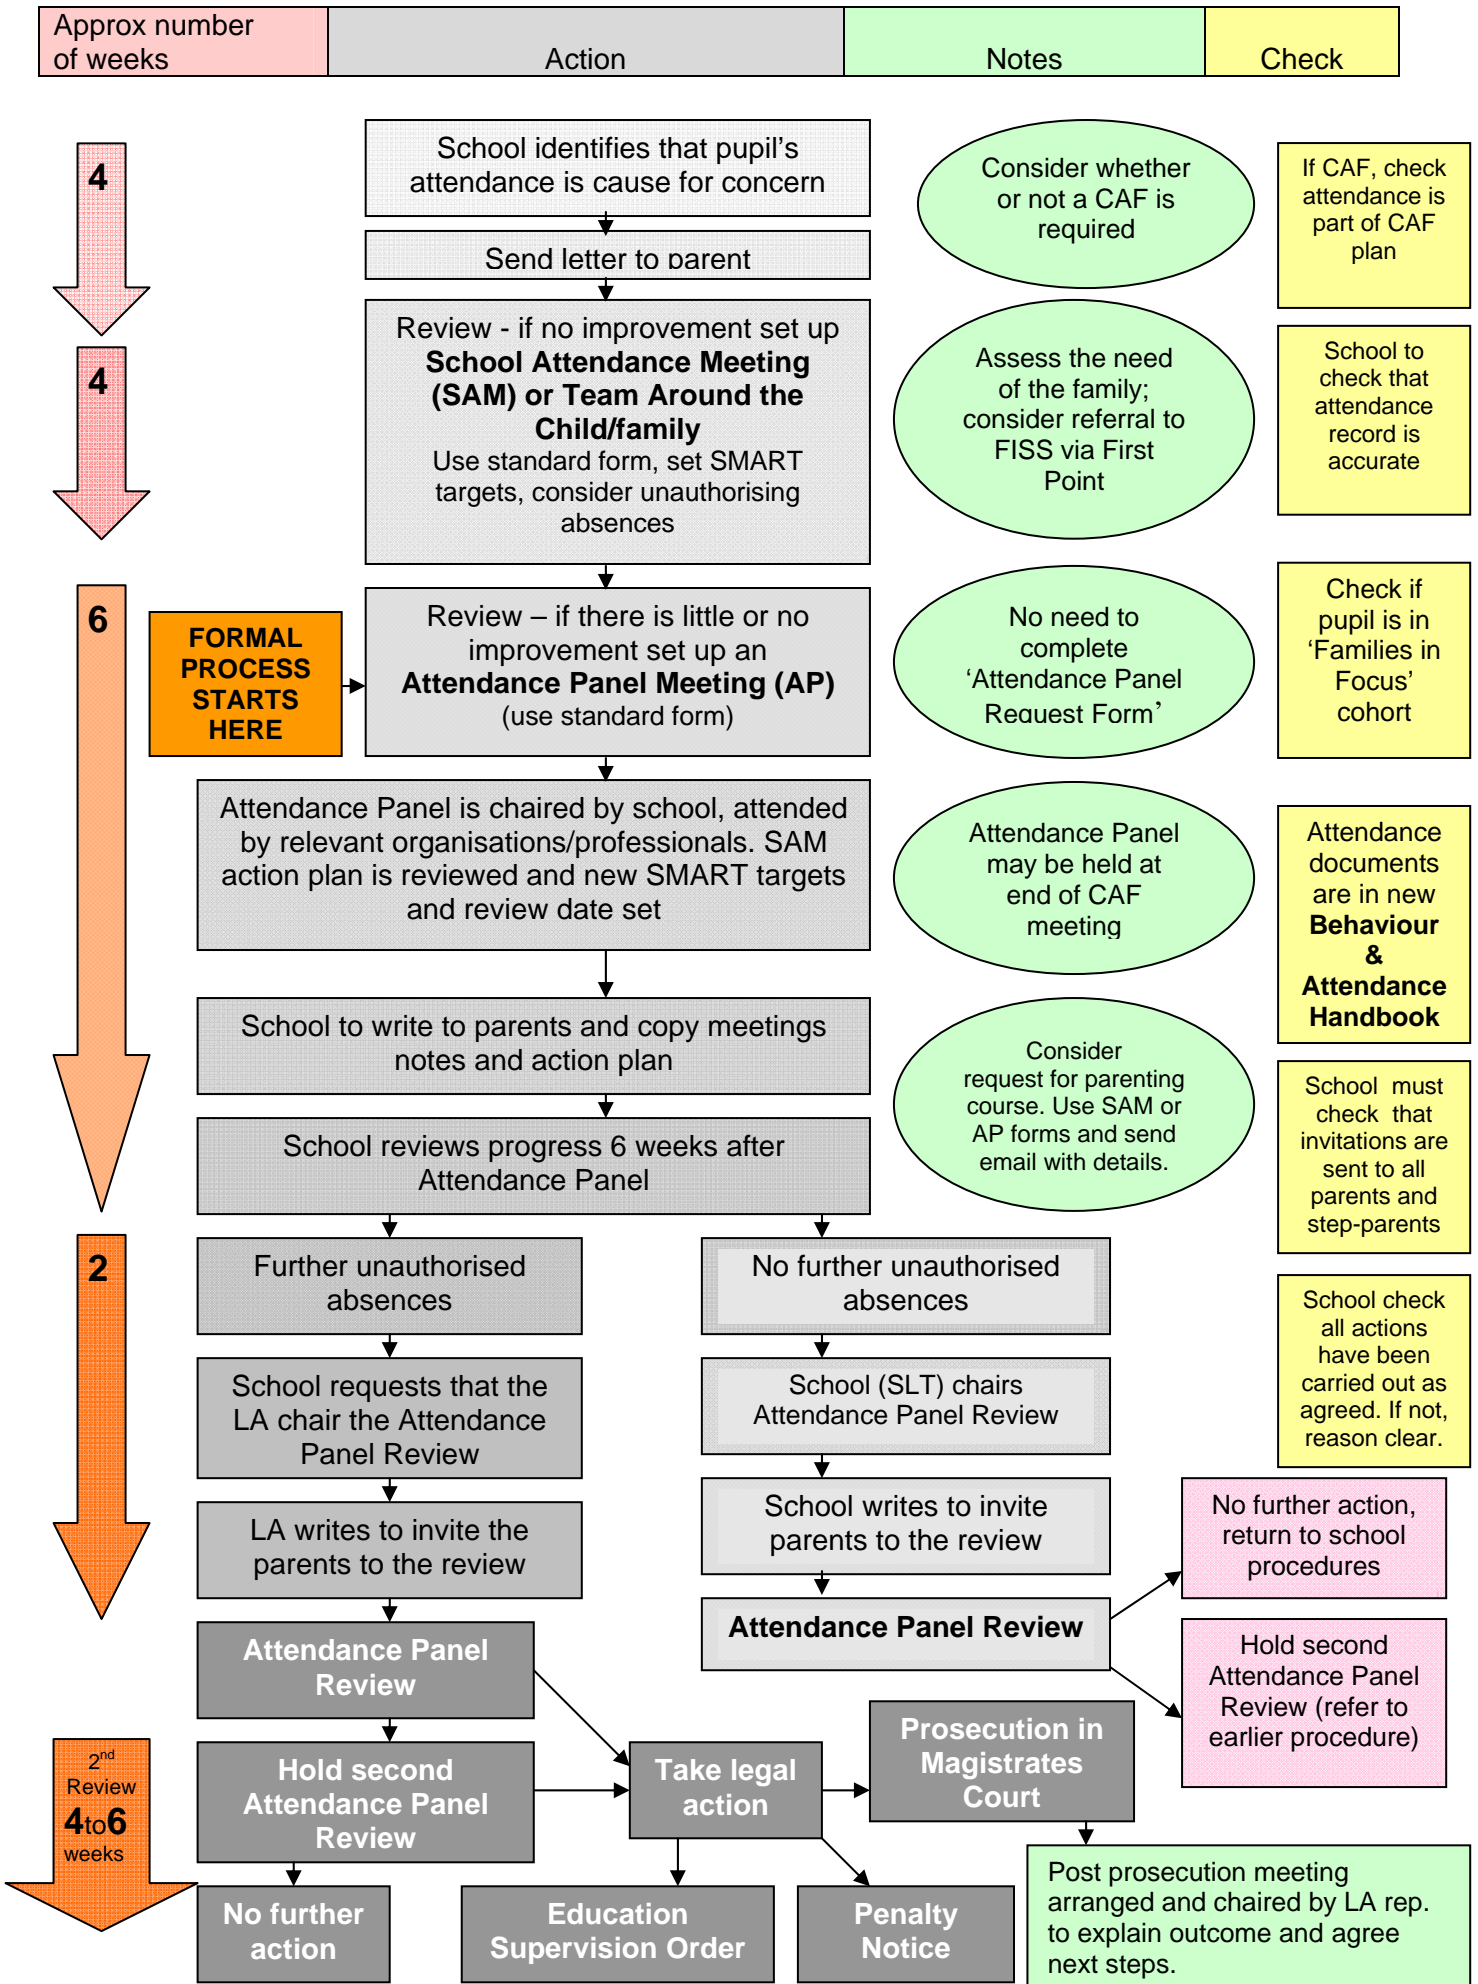 Approx number
of weeks
Action
Notes
Check
4
School identifies that pupil's
attendance is cause for concern
Consider whether
or not a CAF is
required
If CAF, check
attendance is
part of CAF
plan
Send letter to parent
4
Review - if no improvement set up
School Attendance Meeting
(SAM) or Team Around the
Child/family
Use standard form, set SMART
targets, consider unauthorising
absences
Assess the need
of the family;
consider referral to
FISS via First
Point
School to
check that
attendance
record is
accurate
6
FORMAL
PROCESS
STARTS
HERE
Review – if there is little or no
improvement set up an
Attendance Panel Meeting (AP)
(use standard form)
No need to
complete
‘Attendance Panel
Request Form’
Check if
pupil is in
‘Families in
Focus’
cohort
Attendance Panel is chaired by school, attended
by relevant organisations/professionals. SAM
action plan is reviewed and new SMART targets
and review date set
Attendance Panel
may be held at
end of CAF
meeting
Attendance
documents
are in new
Behaviour
&
Attendance
Handbook
School to write to parents and copy meetings
notes and action plan
Consider
request for parenting
course. Use SAM or
AP forms and send
email with details.
School must
check that
invitations are
sent to all
parents and
step-parents
School reviews progress 6 weeks after
Attendance Panel
2
Further unauthorised
absences
No further unauthorised
absences
School check
all actions
have been
carried out as
agreed. If not,
reason clear.
School requests that the
LA chair the Attendance
Panel Review
School (SLT) chairs
Attendance Panel Review
LA writes to invite the
parents to the review
School writes to invite
parents to the review
No further action,
return to school
procedures
Attendance Panel
Review
Attendance Panel Review
Hold second
Attendance Panel
Review (refer to
earlier procedure)
2nd
Review
4to6
weeks
Hold second
Attendance Panel
Review
Take legal
action
Prosecution in
Magistrates
Court
No further
action
Education
Supervision Order
Penalty
Notice
Post prosecution meeting
arranged and chaired by LA rep.
to explain outcome and agree
next steps.